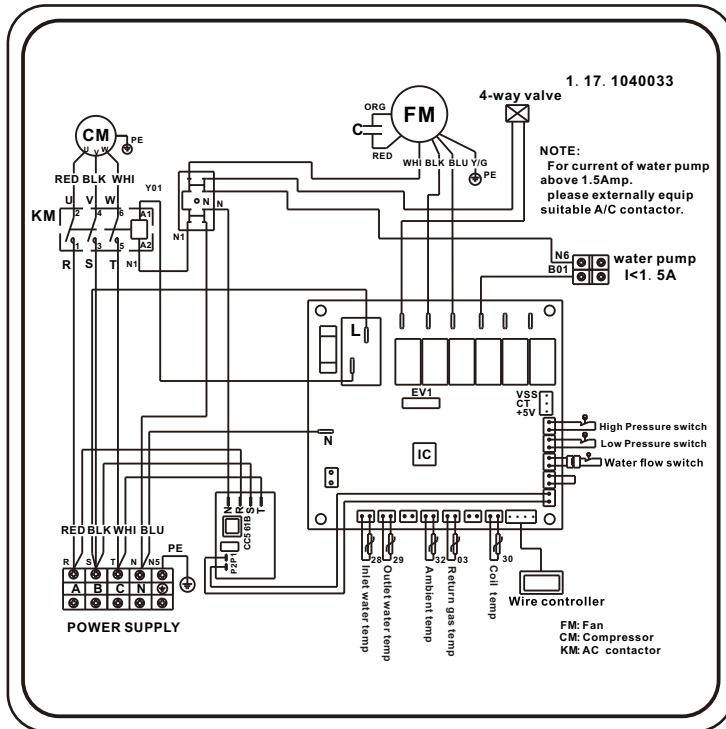 1. 17. 1040033
4-way valve
ORG
C
FM
RED
WHI BLK BLU Y/G
PE
NOTE:
For current of water pump
above 1.5Amp.
please externally equip
suitable A/C contactor.
CM
U V W
PE
RED BLK WHI
Y01
U V W
KM
2 4 6 A1
1 3 5 A2
R S T N1
N1
N N
N6
B01
water pump
I<1. 5A
L
EV1
VSS
CT
+5V
N
IC
High Pressure switch
Low Pressure switch
Water flow switch
N R S T
CC5 61B
P2P1
RED BLK WHI BLU
PE
R S T N N5
A B C N
POWER SUPPLY
28
29
32
03
30
Inlet water temp
Outlet water temp
Ambient temp
Return gas temp
Coil temp
Wire controller
FM: Fan
CM: Compressor
KM: AC contactor